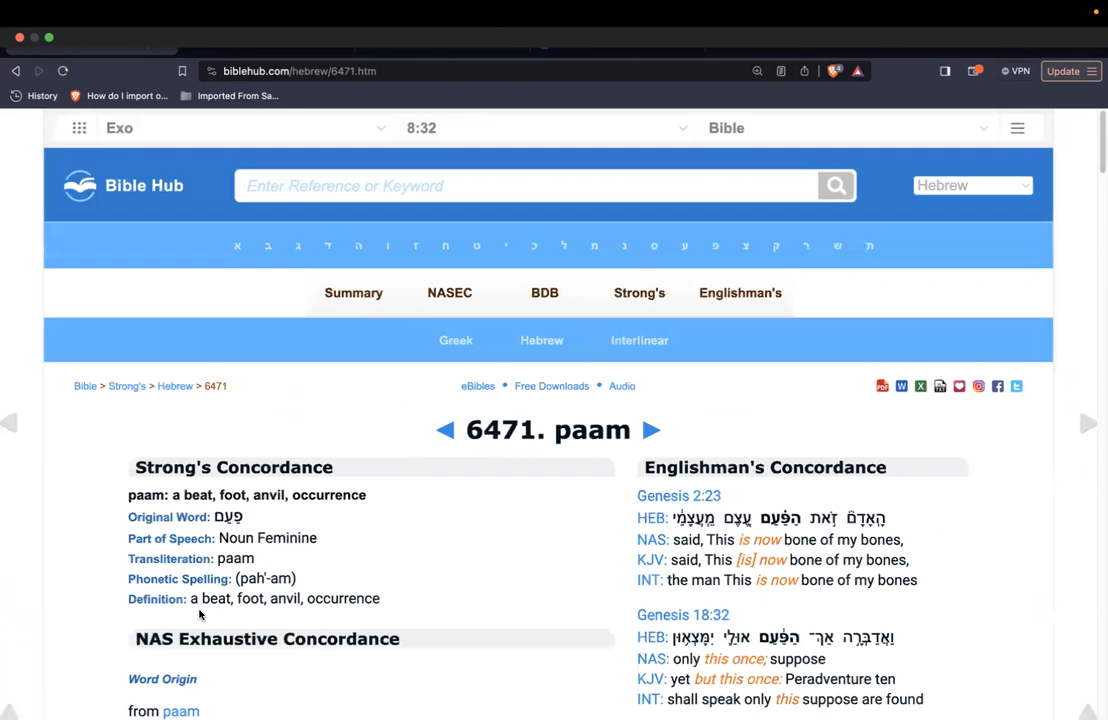 biblehub.com/hebrew/6471.htm
VPN
Update
History
How do I import o...
Imported From Sa...
Exo
8:32
Bible
Bible Hub
Enter Reference or Keyword
Hebrew
א ב ג ד ה ו ז ח ט י כ ל מ נ ס ע פ צ ק ר ש ת
Summary NASEC BDB Strong's Englishman's
Greek Hebrew Interlinear
Bible > Strong's > Hebrew > 6471
eBibles • Free Downloads • Audio
◄ 6471. paam ►
Strong's Concordance
paam: a beat, foot, anvil, occurrence
Original Word: פַּעַם
Part of Speech: Noun Feminine
Transliteration: paam
Phonetic Spelling: (pah'-am)
Definition: a beat, foot, anvil, occurrence
NAS Exhaustive Concordance
Word Origin
from paam
Englishman's Concordance
Genesis 2:23
HEB: הָֽאָדָם֒ זֹ֣את הַפַּ֗עַם עֶ֚צֶם מֵֽעֲצָמַ֔י
NAS: said, This is now bone of my bones,
KJV: said, This [is] now bone of my bones,
INT: the man This is now bone of my bones
Genesis 18:32
HEB: וַאֲדַבְּרָ֣ה אַךְ־ הַפַּ֔עַם אוּלַ֛י יִמָּצְא֥וּן
NAS: only this once; suppose
KJV: yet but this once: Peradventure ten
INT: shall speak only this suppose are found